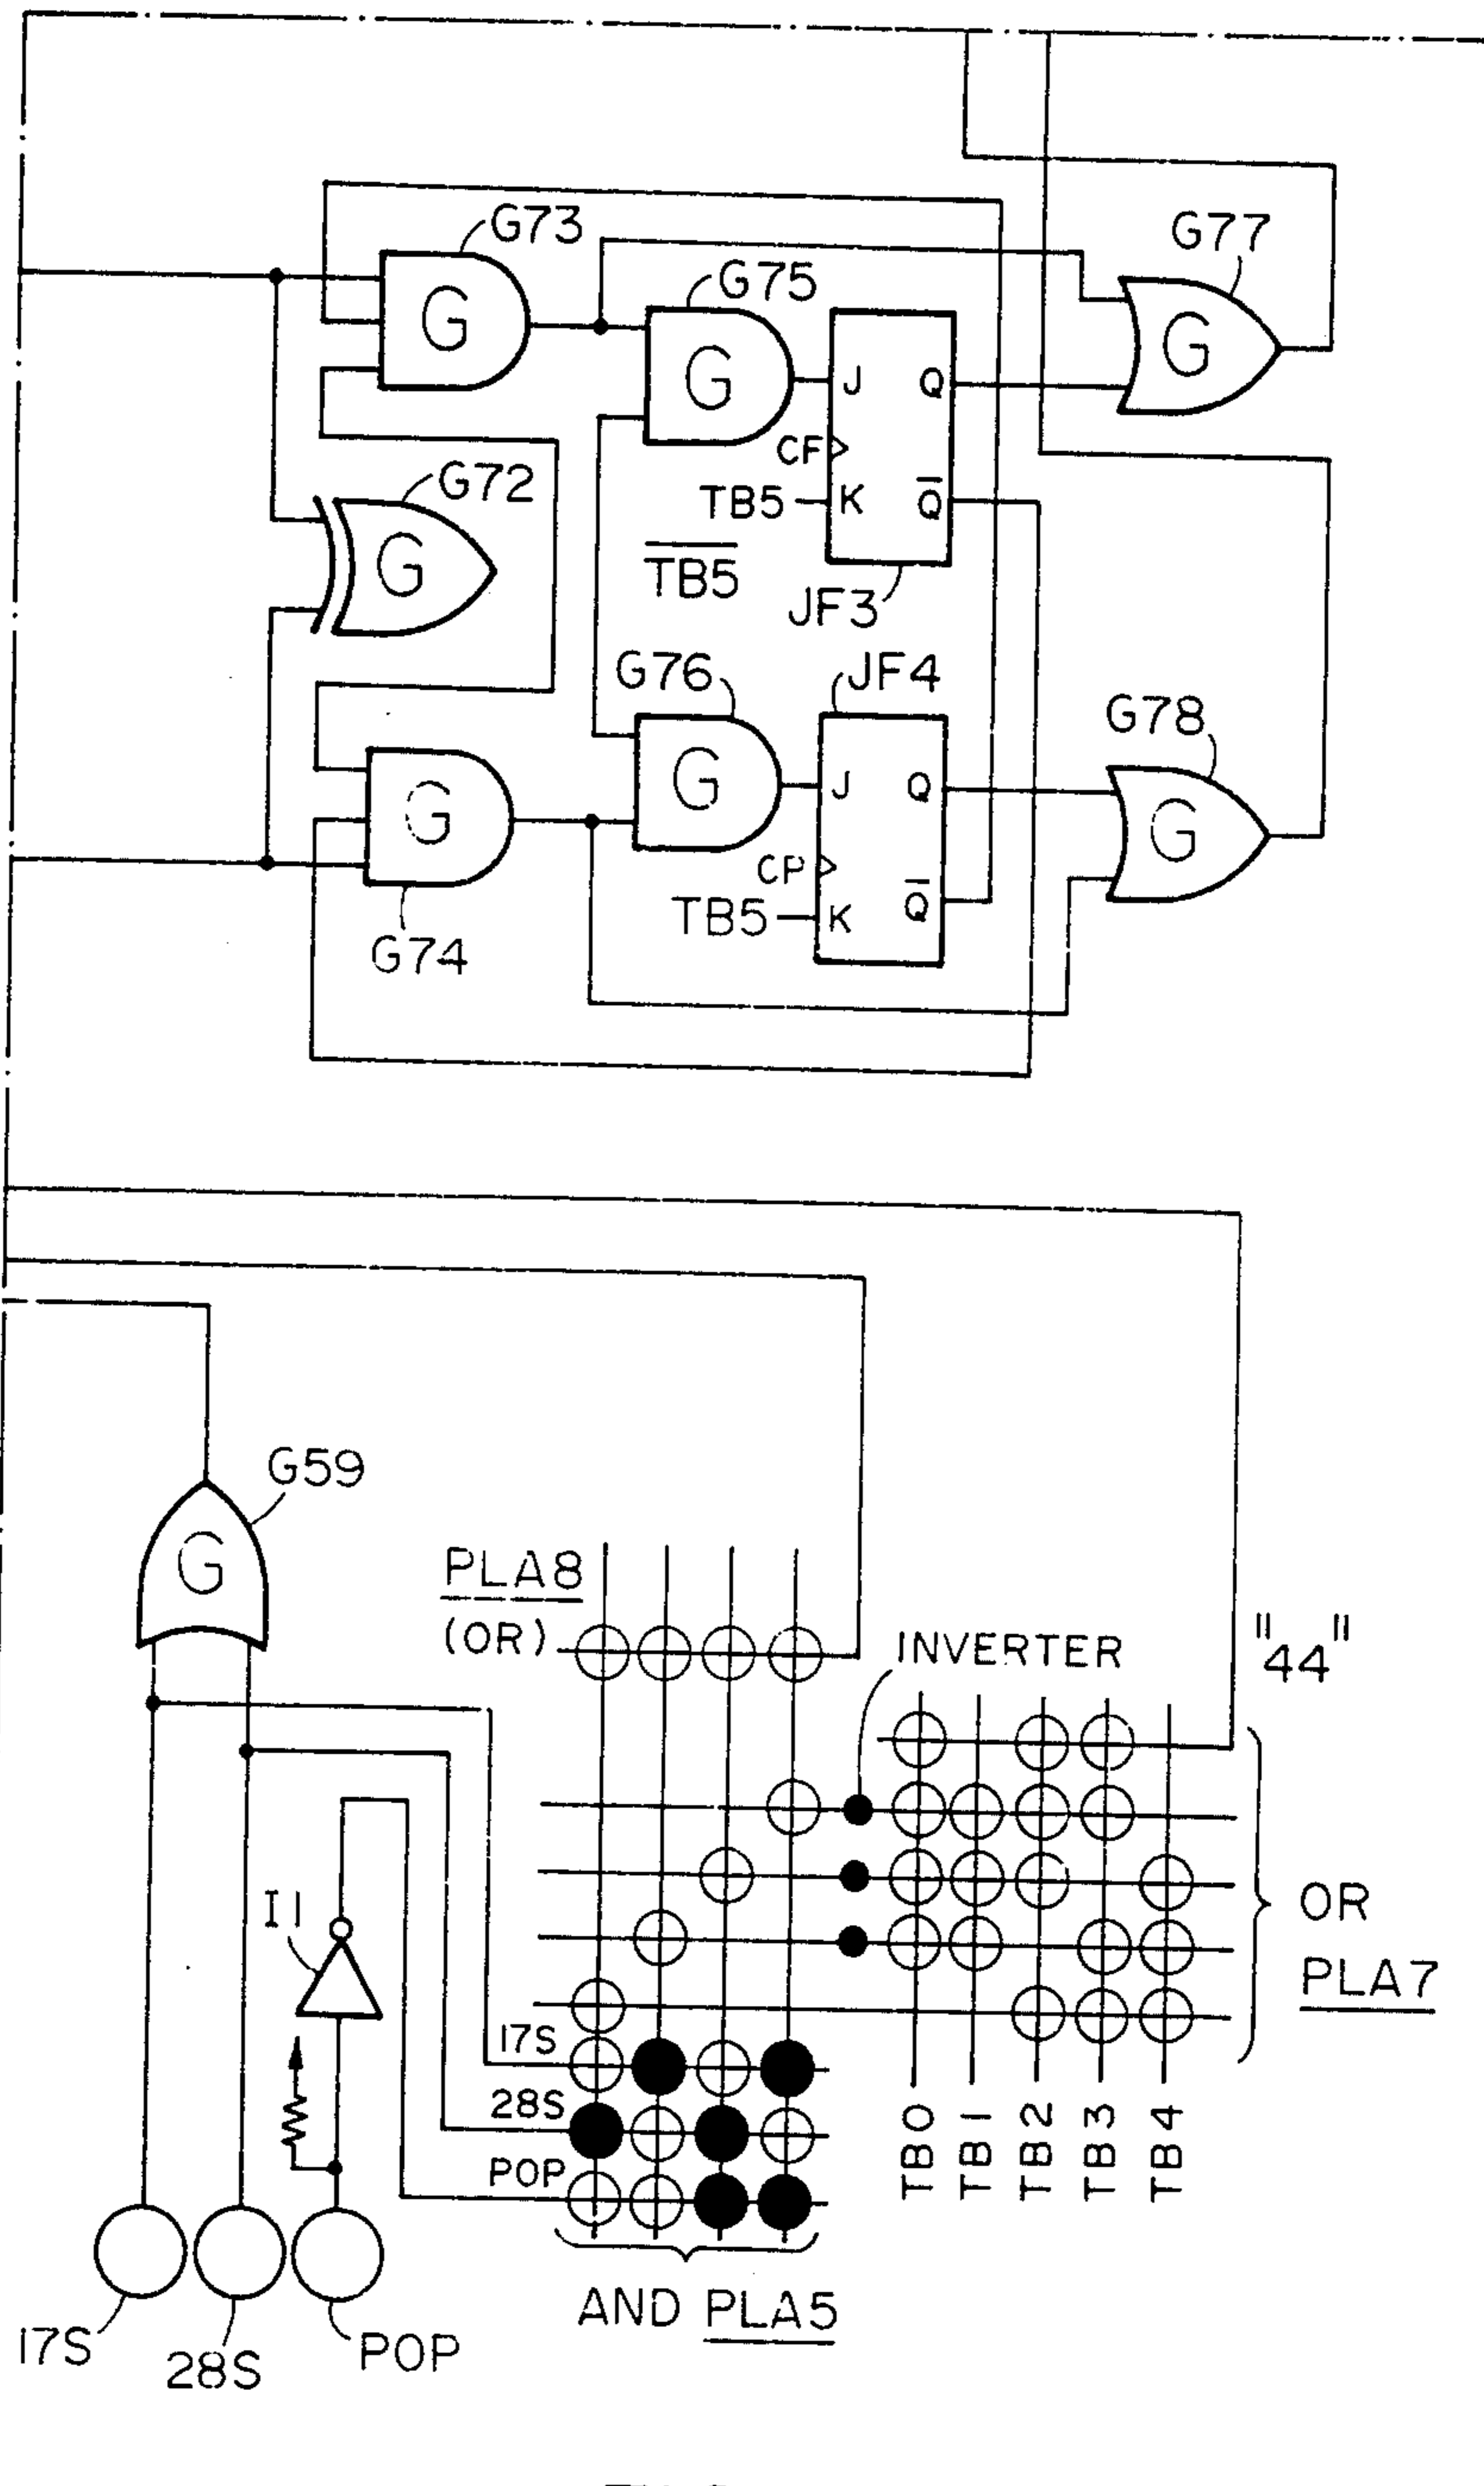 G73
G77
G75
G
G
G
J Q
CF
G72
TB5 K Q
G
TB5
JF3
G76 JF4
G78
G
G
J Q
G
CP
TB5 K Q
G74
G59
G
PLA8
(OR)
INVERTER
"44"
I1
OR
PLA7
17S
28S
POP
TB0
TB1
TB2
TB3
TB4
AND PLA5
17S
28S
POP